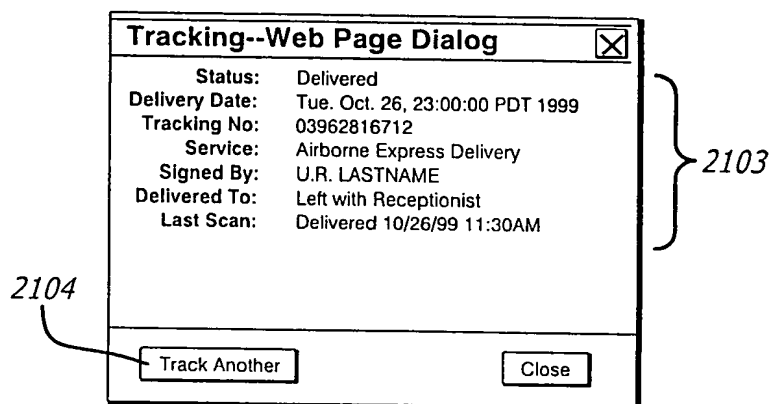 Tracking--Web Page Dialog
Status: Delivered
Delivery Date: Tue. Oct. 26, 23:00:00 PDT 1999
Tracking No: 03962816712
Service: Airborne Express Delivery
Signed By: U.R. LASTNAME
Delivered To: Left with Receptionist
Last Scan: Delivered 10/26/99 11:30AM
2103
2104
Track Another
Close